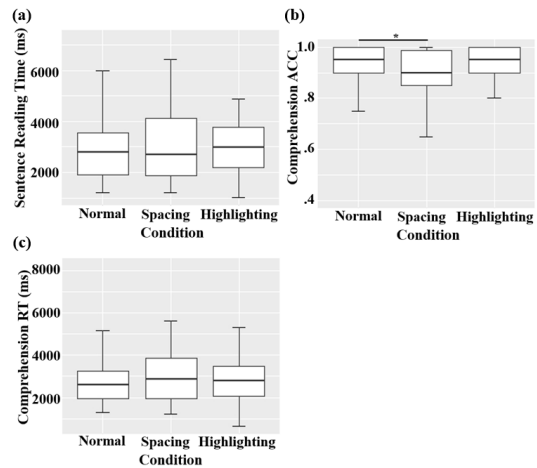 (a)
Sentence Reading Time (ms)
6000
4000
2000
Normal Spacing Highlighting
Condition
(b)
Comprehension ACC
*
1.0
.8
.6
.4
Normal Spacing Highlighting
Condition
(c)
Comprehension RT (ms)
8000
6000
4000
2000
Normal Spacing Highlighting
Condition